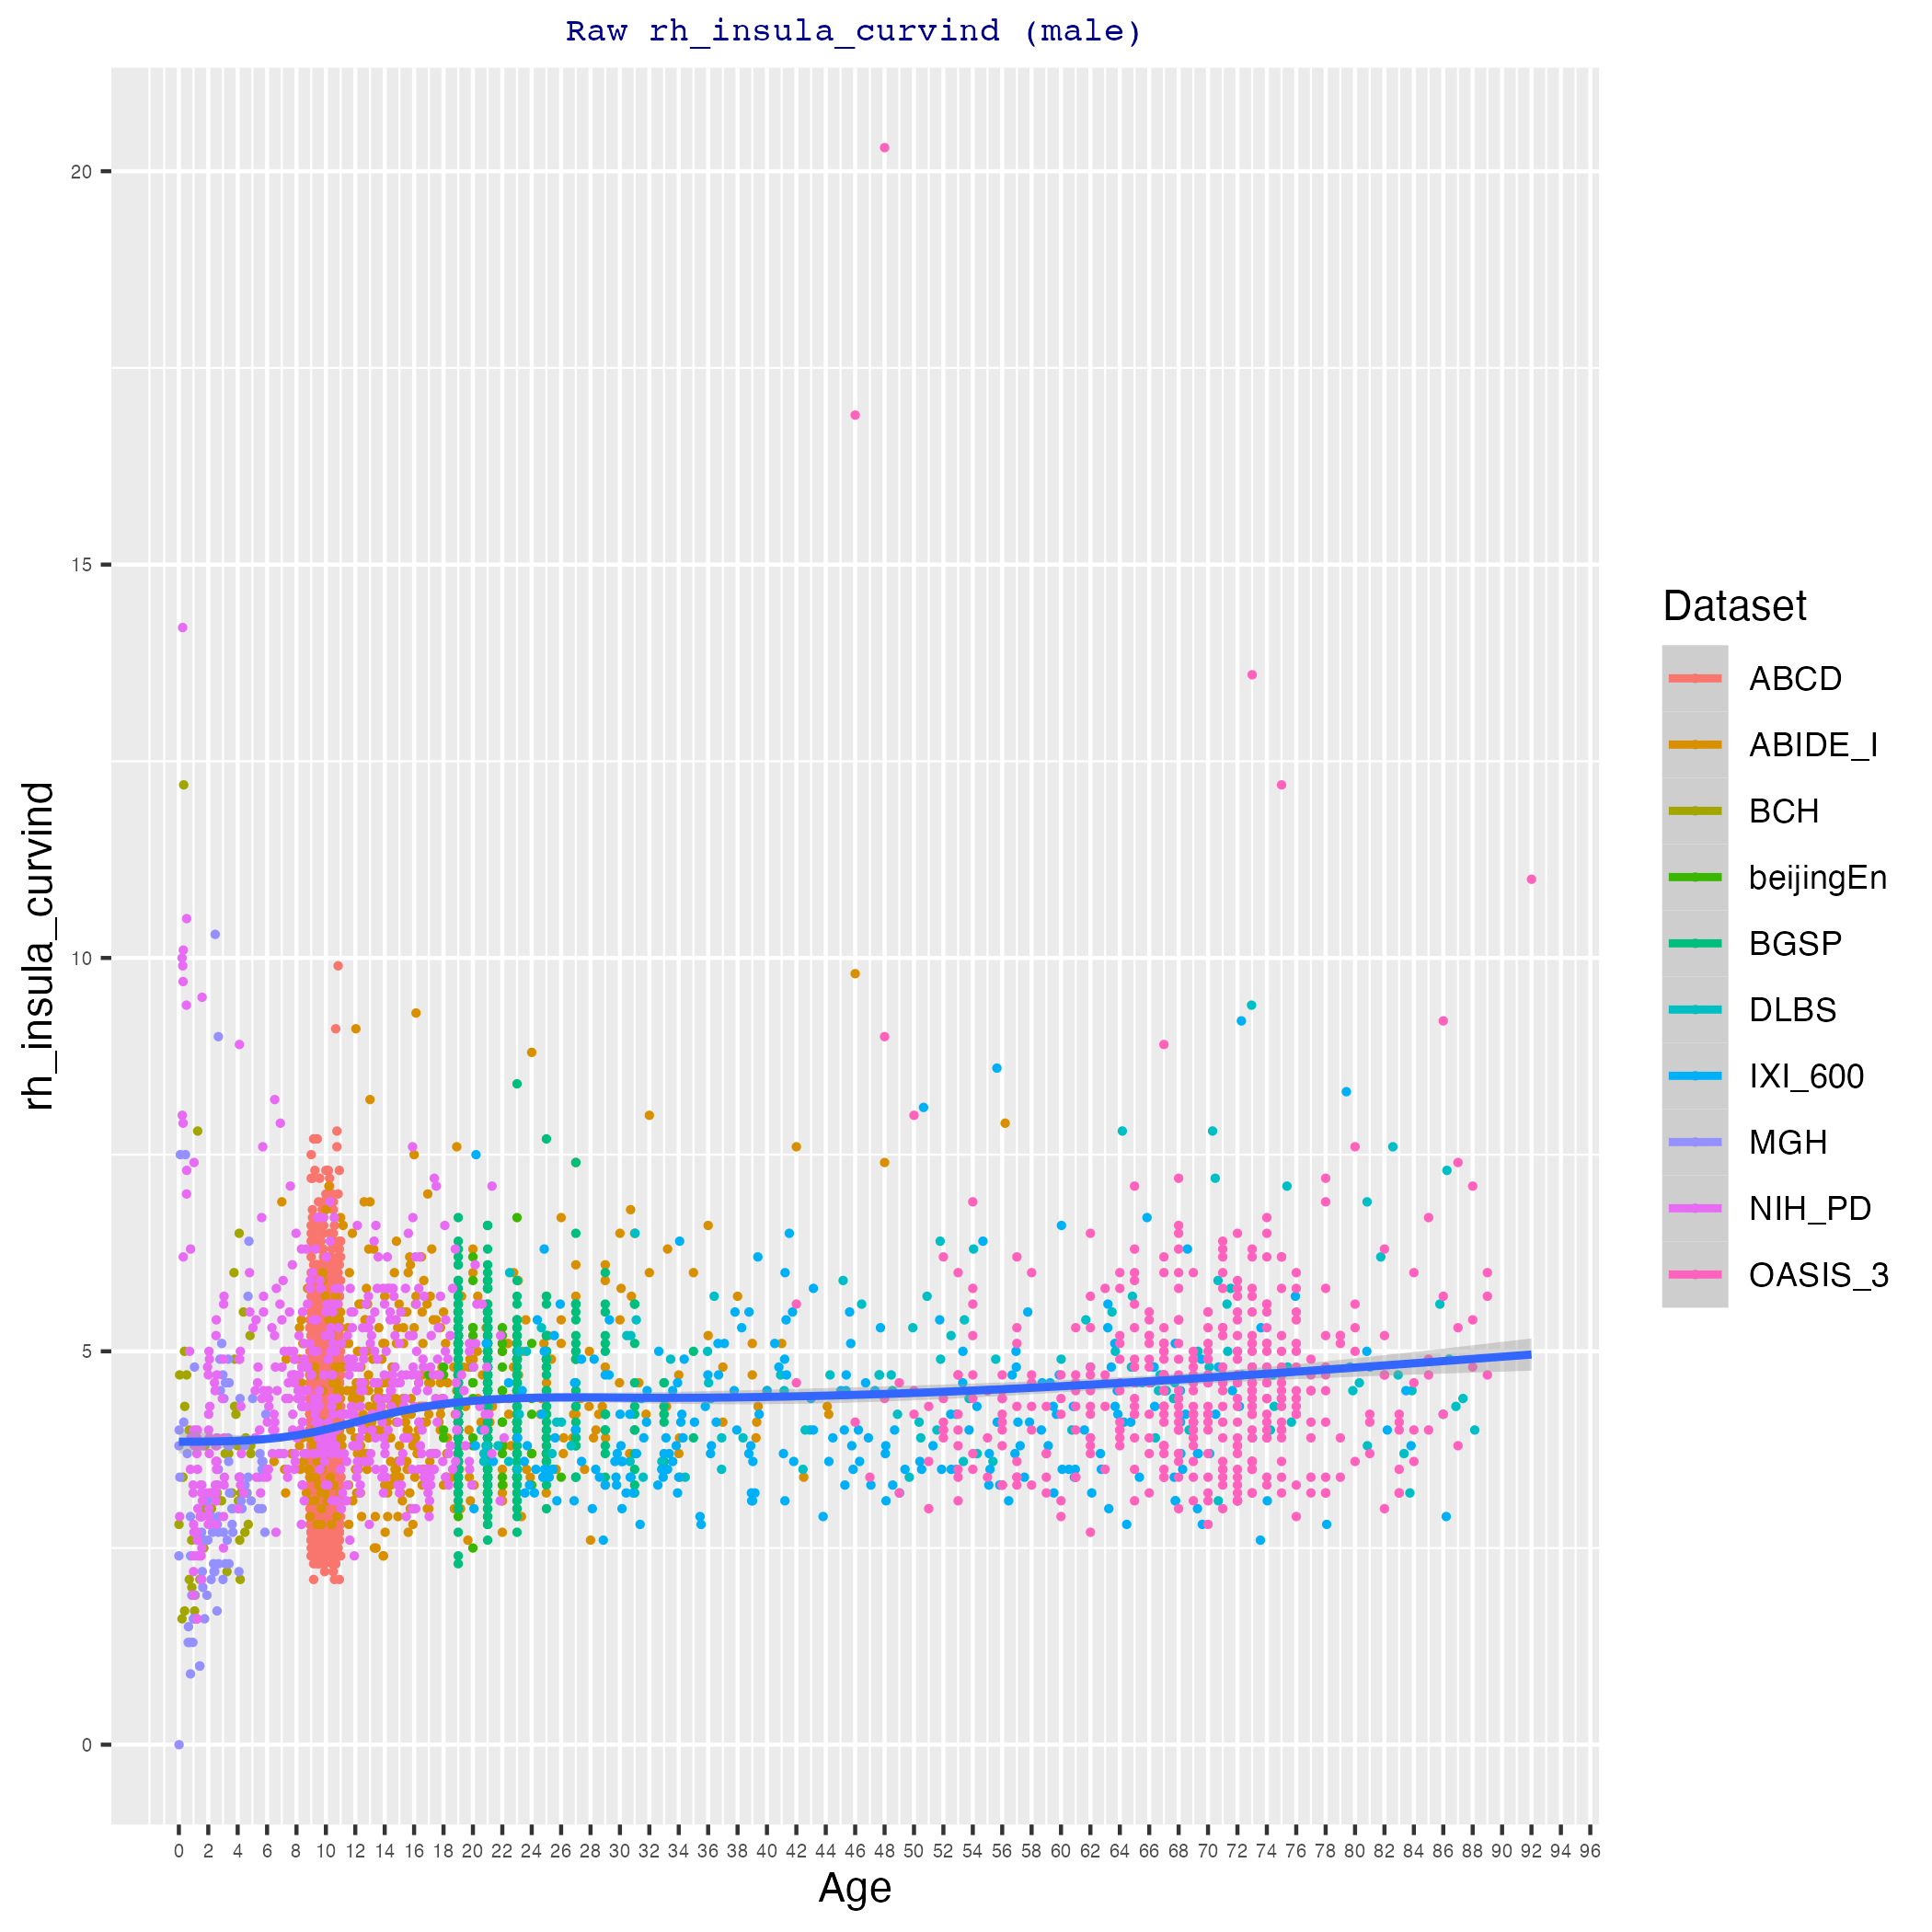 Raw rh_insula_curvind (male)
rh_insula_curvind
20
15
10
5
0
0 2 4 6 8 10 12 14 16 18 20 22 24 26 28 30 32 34 36 38 40 42 44 46 48 50 52 54 56 58 60 62 64 66 68 70 72 74 76 78 80 82 84 86 88 90 92 94 96
Age
Dataset
ABCD
ABIDE_I
BCH
beijingEn
BGSP
DLBS
IXI_600
MGH
NIH_PD
OASIS_3